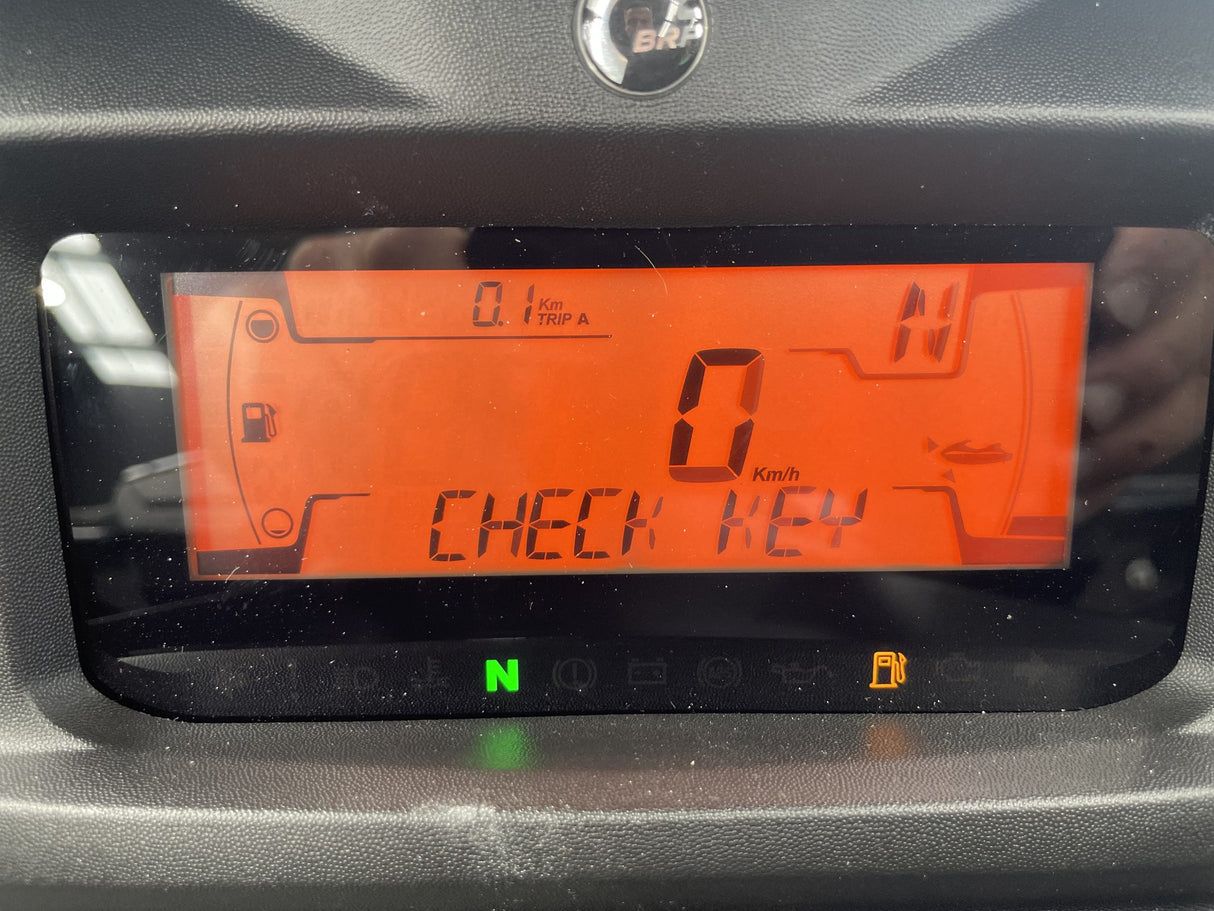 BRP
0.1 Km
TRIP A
N
0 Km/h
CHECK KEY
N